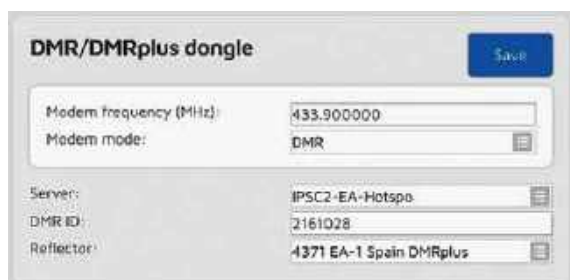 DMR/DMRplus dongle
Save
Modem frequency (MHz): 433.900000
Modem mode: DMR
Server: IPSC2-EA-Hotspo
DMR ID: 2161028
Reflector: 4371 EA-1 Spain DMRplus